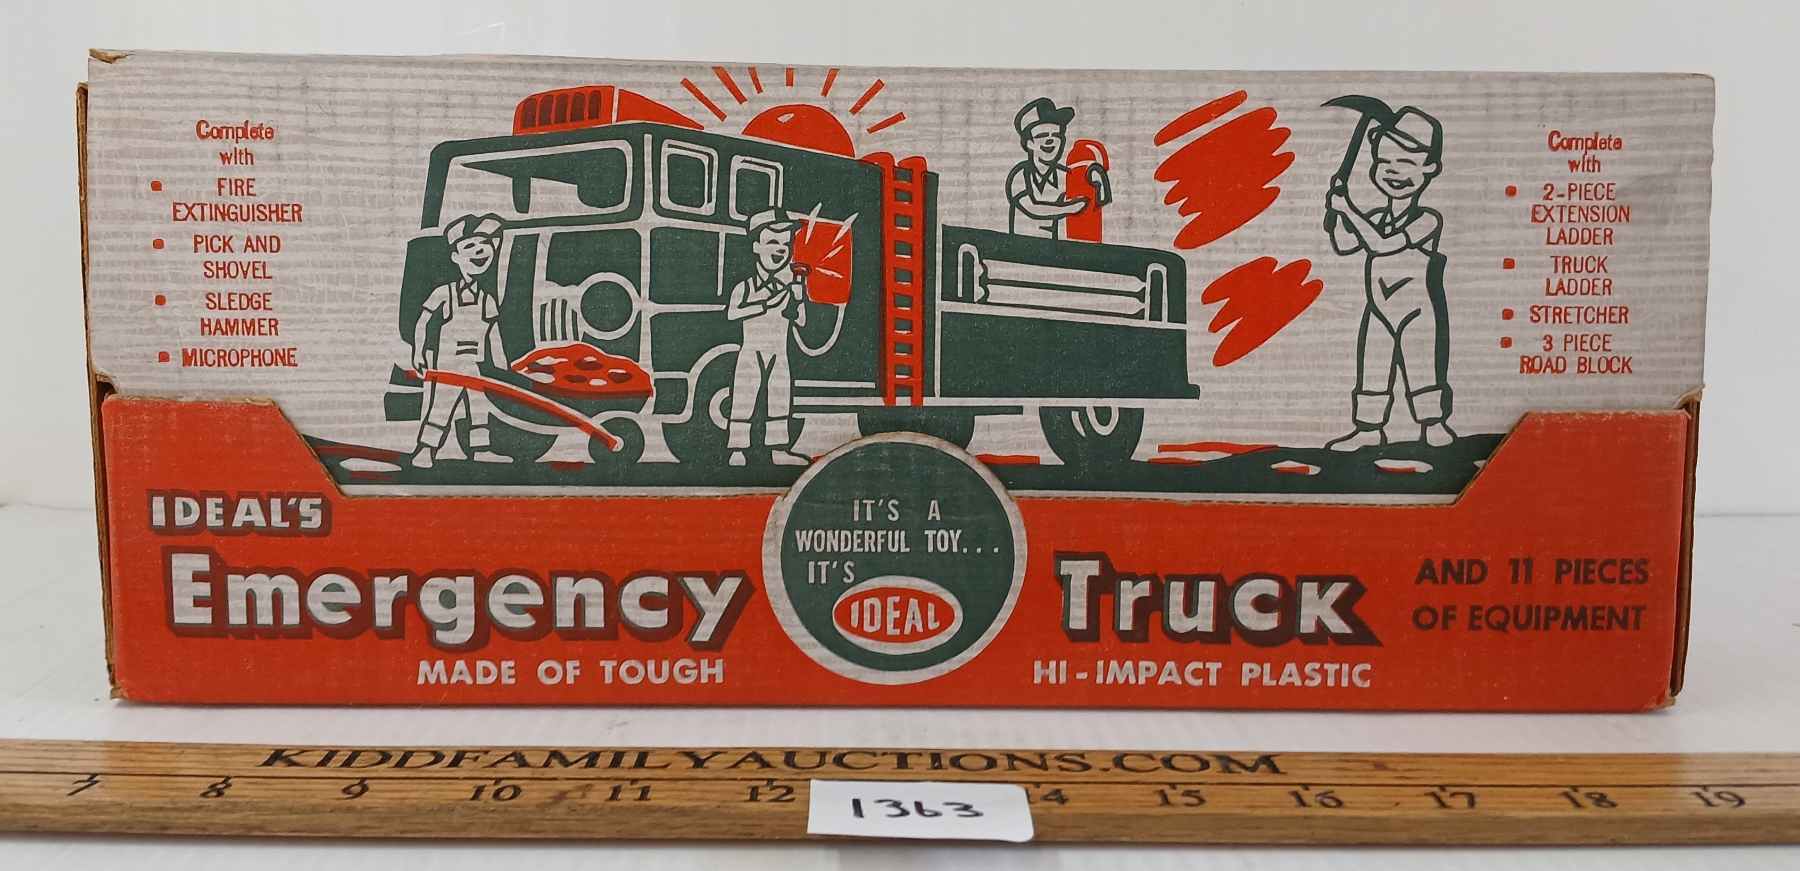 Complete
with
• FIRE
EXTINGUISHER
• PICK AND
SHOVEL
• SLEDGE
HAMMER
• MICROPHONE
Complete
with
• 2-PIECE
EXTENSION
LADDER
• TRUCK
LADDER
• STRETCHER
• 3 PIECE
ROAD BLOCK
IDEAL'S
Emergency
MADE OF TOUGH
IT'S A
WONDERFUL TOY...
IT'S
IDEAL
Truck
HI-IMPACT PLASTIC
AND 11 PIECES
OF EQUIPMENT
KIDDFAMILYAUCTIONS.COM
7 8 9 10 11 12 14 15 16 17 18 19
1363